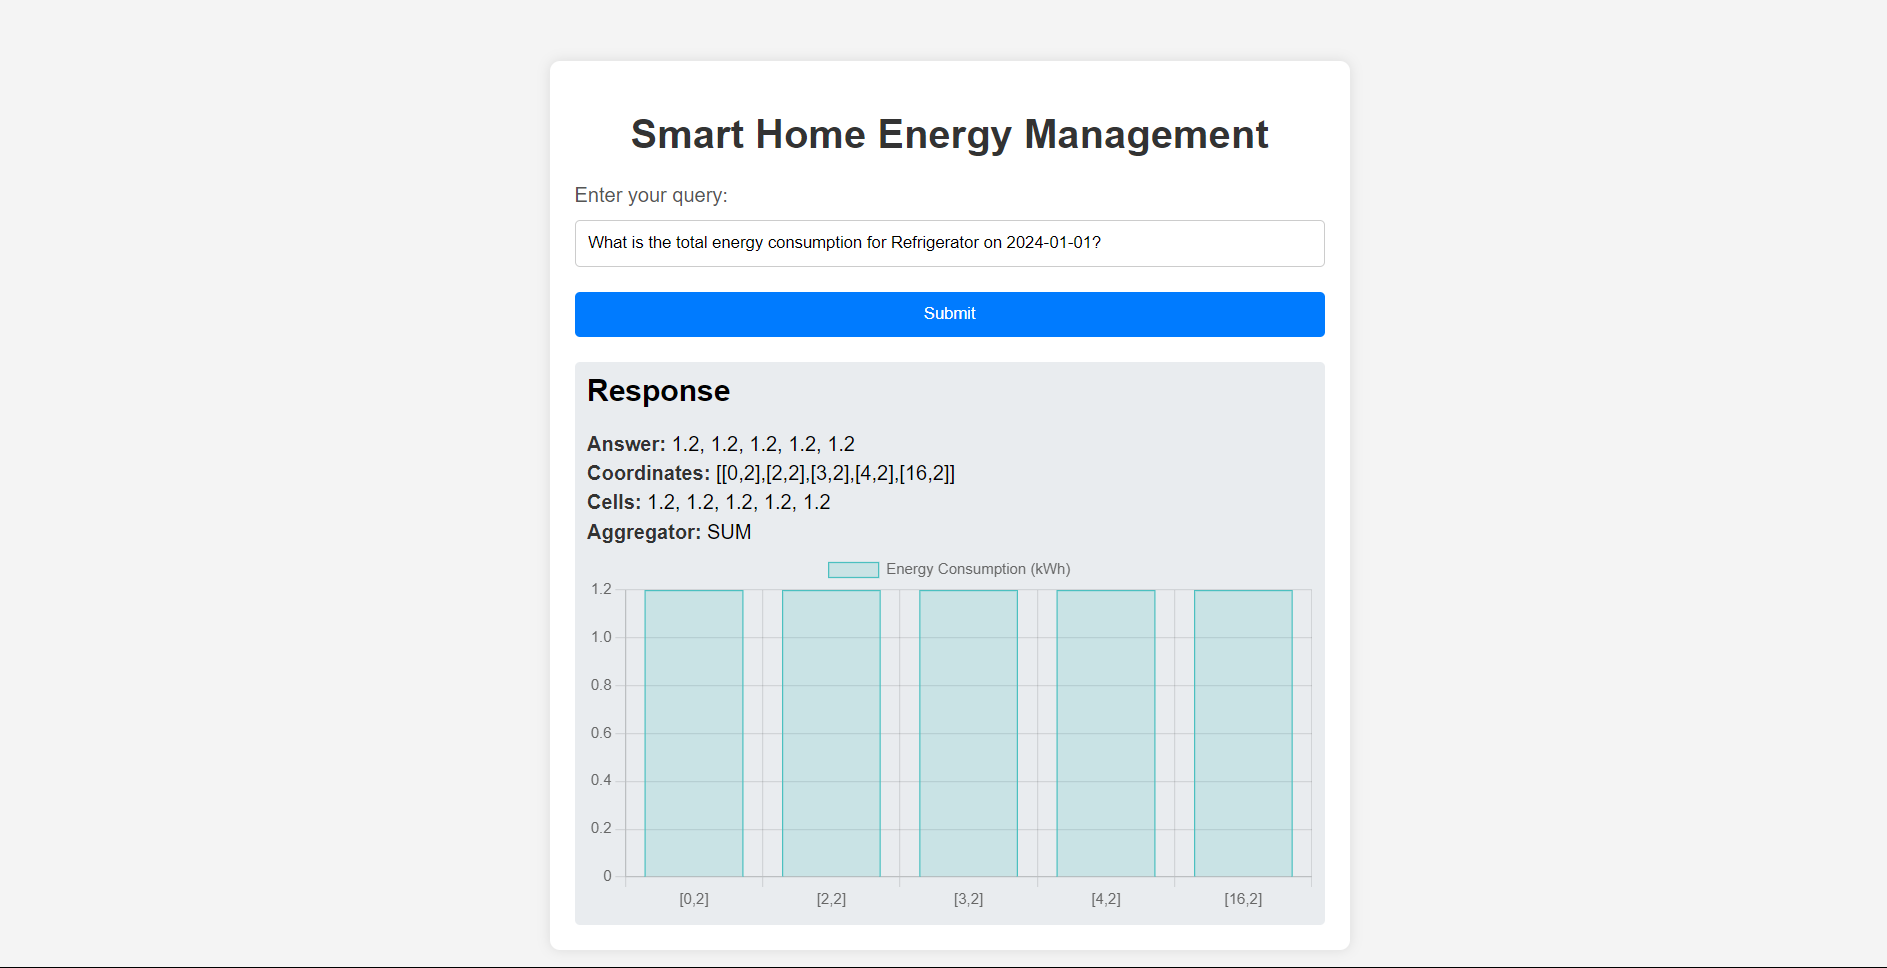 Smart Home Energy Management
Enter your query:
What is the total energy consumption for Refrigerator on 2024-01-01?
Submit
Response
Answer: 1.2, 1.2, 1.2, 1.2, 1.2
Coordinates: [[0,2],[2,2],[3,2],[4,2],[16,2]]
Cells: 1.2, 1.2, 1.2, 1.2, 1.2
Aggregator: SUM
Energy Consumption (kWh)
1.2
1.0
0.8
0.6
0.4
0.2
0
[0,2] [2,2] [3,2] [4,2] [16,2]